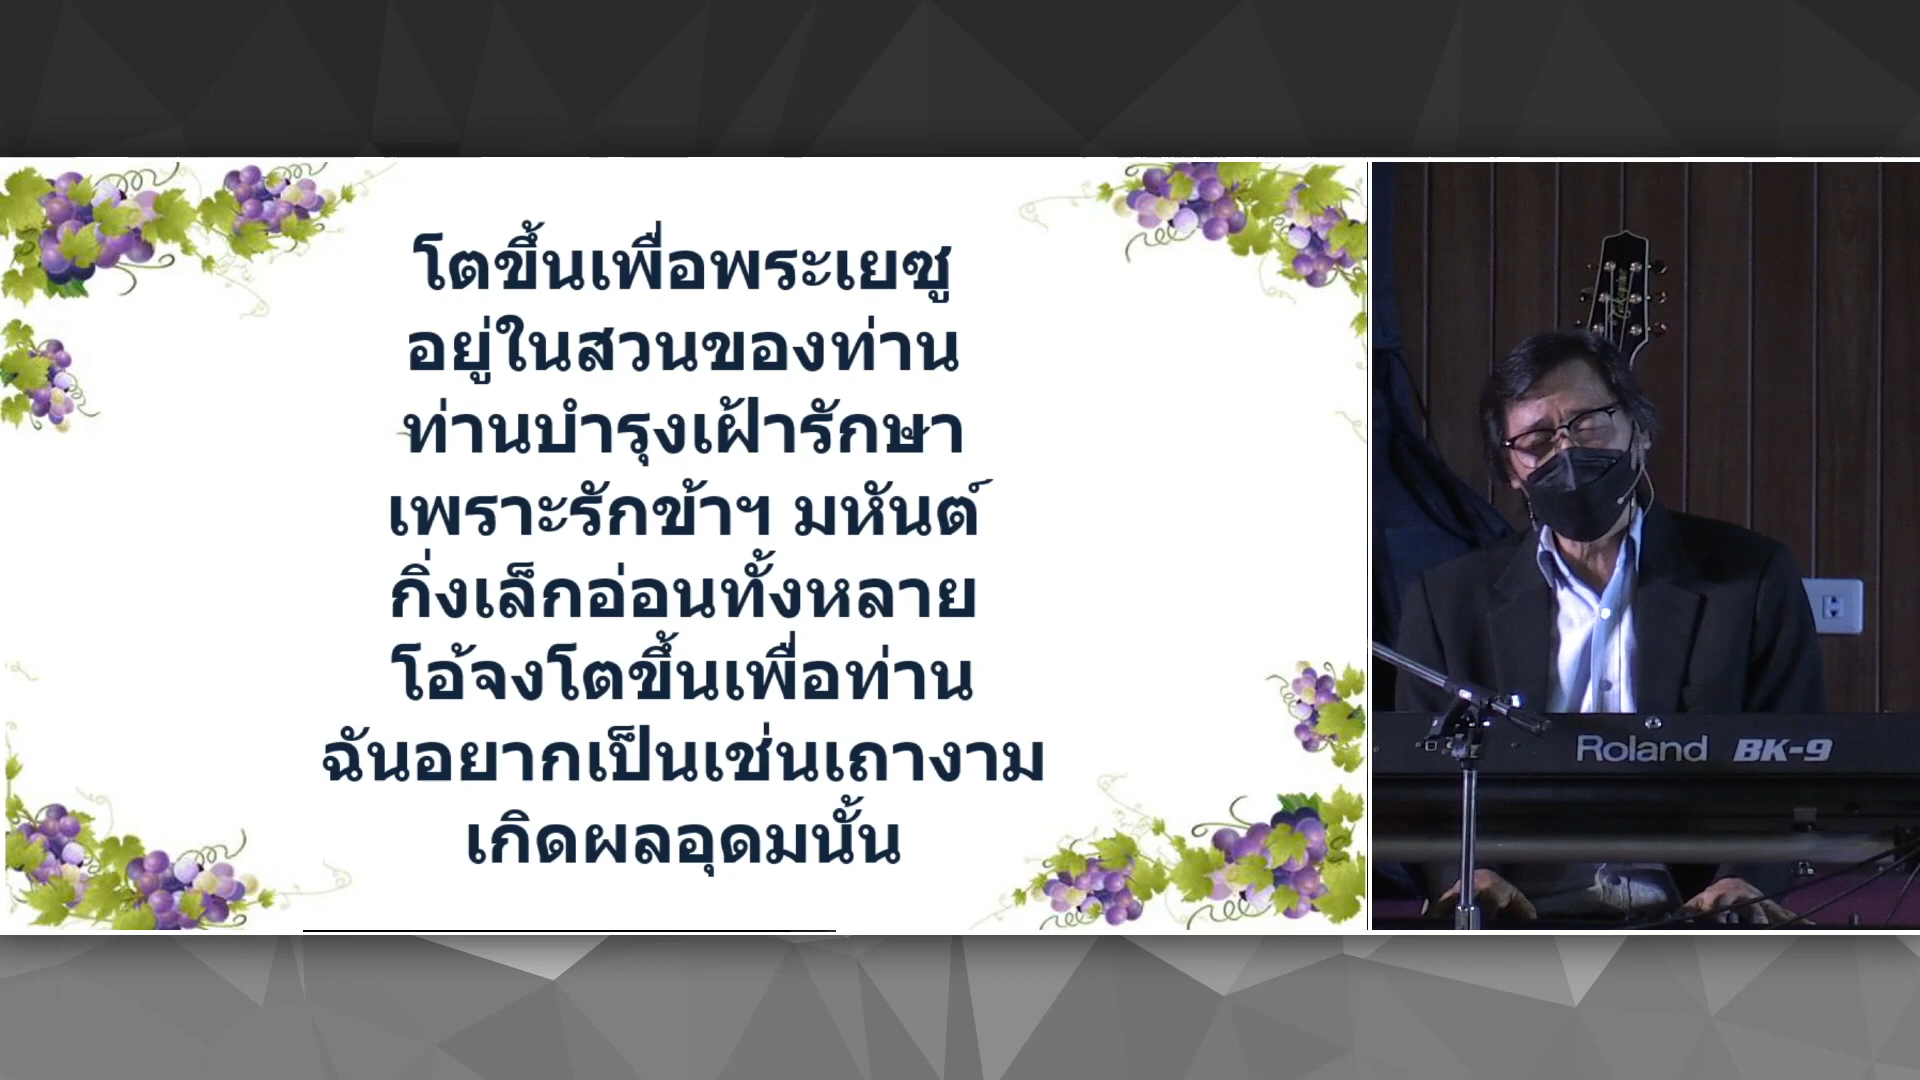 โตขึ้นเพื่อพระเยซู
อยู่ในสวนของท่าน
ท่านบำรุงเฝ้ารักษา
เพราะรักข้าฯ มหันต์
กิ่งเล็กอ่อนทั้งหลาย
โอ้จงโตขึ้นเพื่อท่าน
ฉันอยากเป็นเช่นเถางาม
เกิดผลอุดมนั้น
Takamine
Roland BK-9